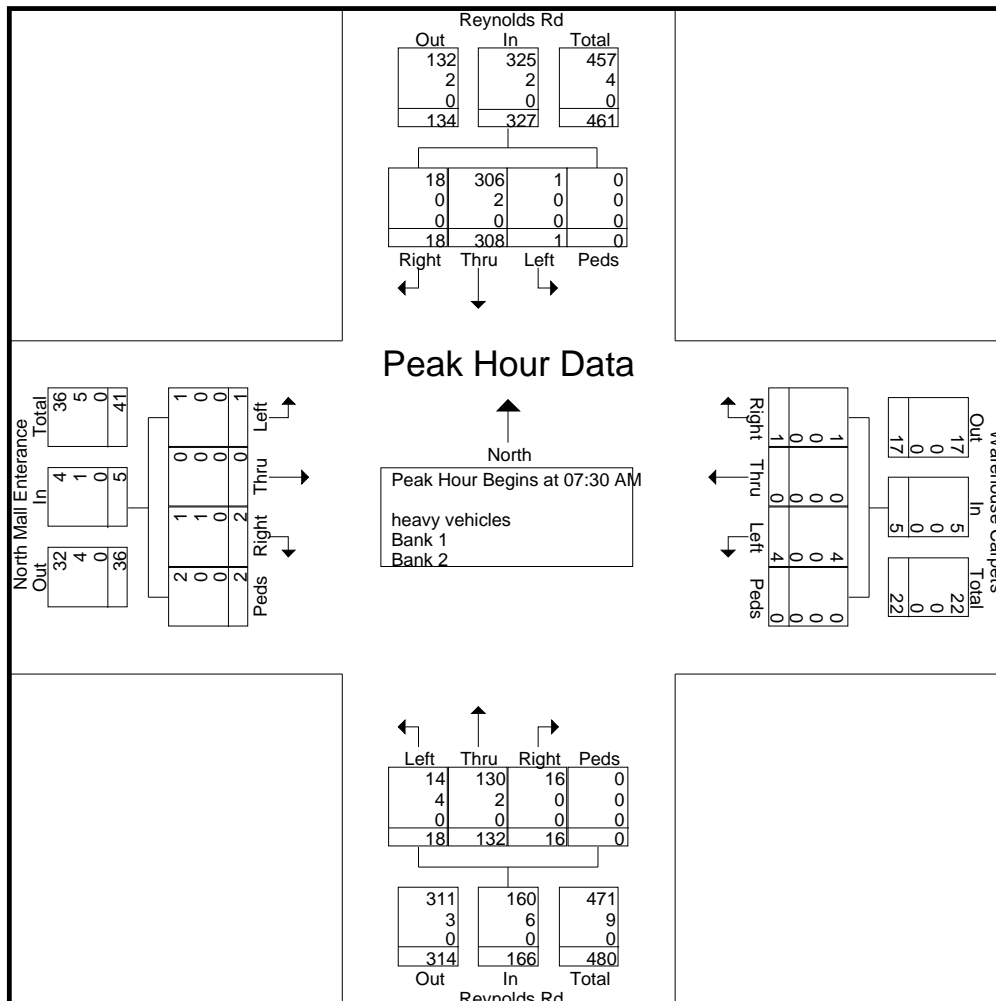 Reynolds Rd
Out In Total
132 325 457
2 2 4
0 0 0
134 327 461
18 306 1 0
0 2 0 0
0 0 0 0
18 308 1 0
Right Thru Left Peds
Peak Hour Data
North
Peak Hour Begins at 07:30 AM
heavy vehicles
Bank 1
Bank 2
North Mall Enterance
Out In Total
32 4 36
4 1 5
0 0 0
36 5 41
2 1 0 1
0 1 0 0
0 0 0 0
2 2 0 1
Peds Right Thru Left
Warehouse Carpets
Out In Total
17 5 22
0 0 0
0 0 0
17 5 22
1 0 4 0
0 0 0 0
0 0 0 0
1 0 4 0
Right Thru Left Peds
Left Thru Right Peds
14 130 16 0
4 2 0 0
0 0 0 0
18 132 16 0
311 160 471
3 6 9
0 0 0
314 166 480
Out In Total
Reynolds Rd